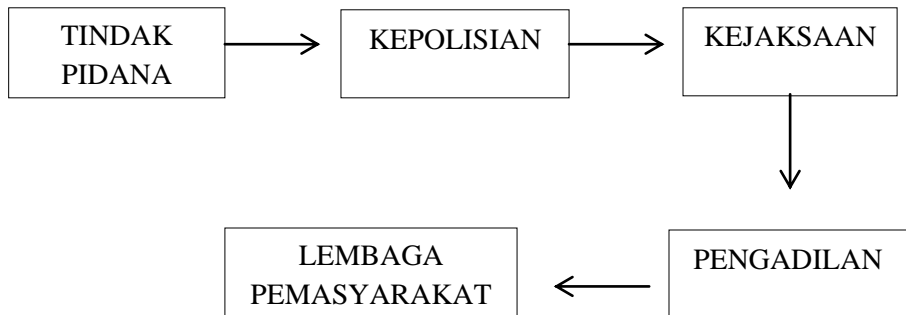 TINDAK
PIDANA
KEPOLISIAN
KEJAKSAAN
PENGADILAN
LEMBAGA
PEMASYARAKAT